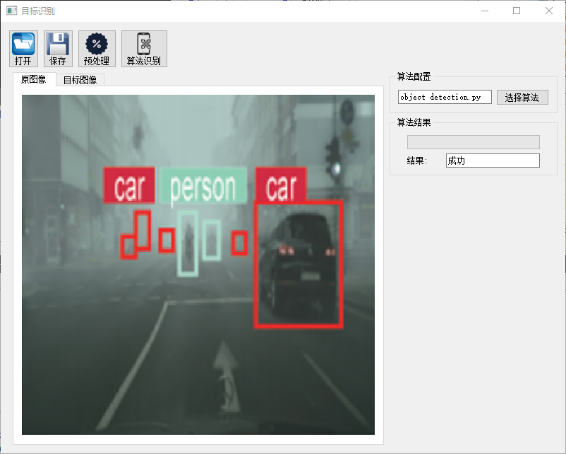 目标识别
打开 保存 预处理 算法识别
原图像 目标图像
算法配置
object detection.py 选择算法
算法结果
结果: 成功
car person car